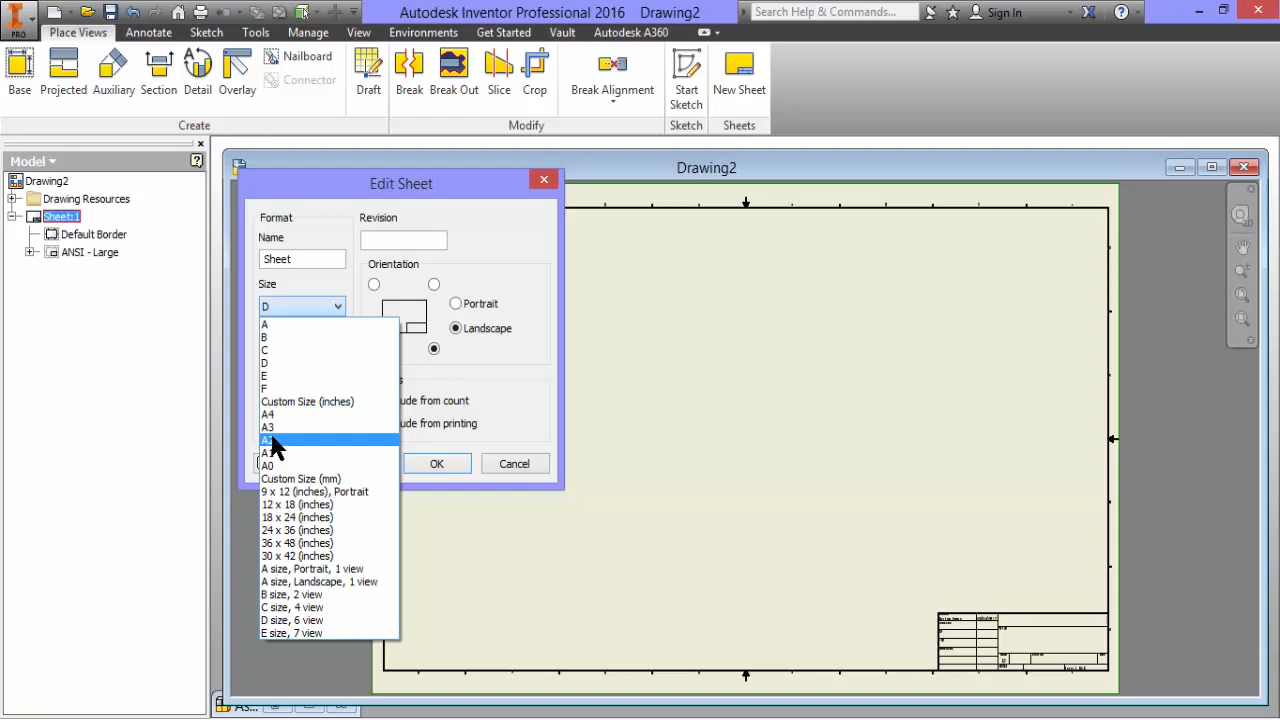 Autodesk Inventor Professional 2016 Drawing2
Search Help & Commands...
Sign In
PRO
Place Views Annotate Sketch Tools Manage View Environments Get Started Vault Autodesk A360
Base
Projected
Auxiliary
Section
Detail
Overlay
Nailboard
Connector
Draft
Break
Break Out
Slice
Crop
Break Alignment
Start
Sketch
New Sheet
Create
Modify
Sketch
Sheets
Model
Drawing2
Drawing Resources
Sheet:1
Default Border
ANSI - Large
Drawing2
Edit Sheet
Format
Name
Sheet
Size
D
Revision
Orientation
Portrait
Landscape
ude from count
ude from printing
OK
Cancel
A
B
C
D
E
F
Custom Size (inches)
A4
A3
A2
A1
A0
Custom Size (mm)
9 x 12 (inches), Portrait
12 x 18 (inches)
18 x 24 (inches)
24 x 36 (inches)
36 x 48 (inches)
30 x 42 (inches)
A size, Portrait, 1 view
A size, Landscape, 1 view
B size, 2 view
C size, 4 view
D size, 6 view
E size, 7 view
As...